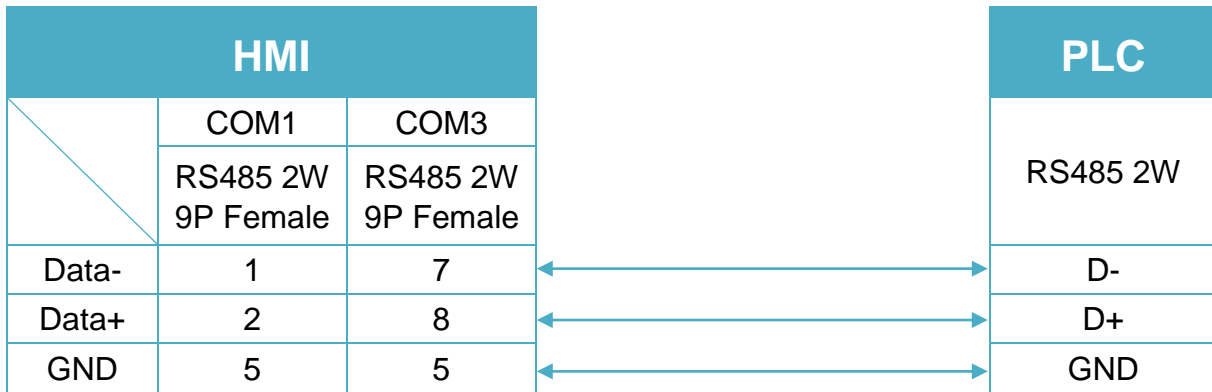 HMI PLC
COM1 COM3
RS485 2W RS485 2W RS485 2W
9P Female 9P Female
Data- 1 7 D-
Data+ 2 8 D+
GND 5 5 GND